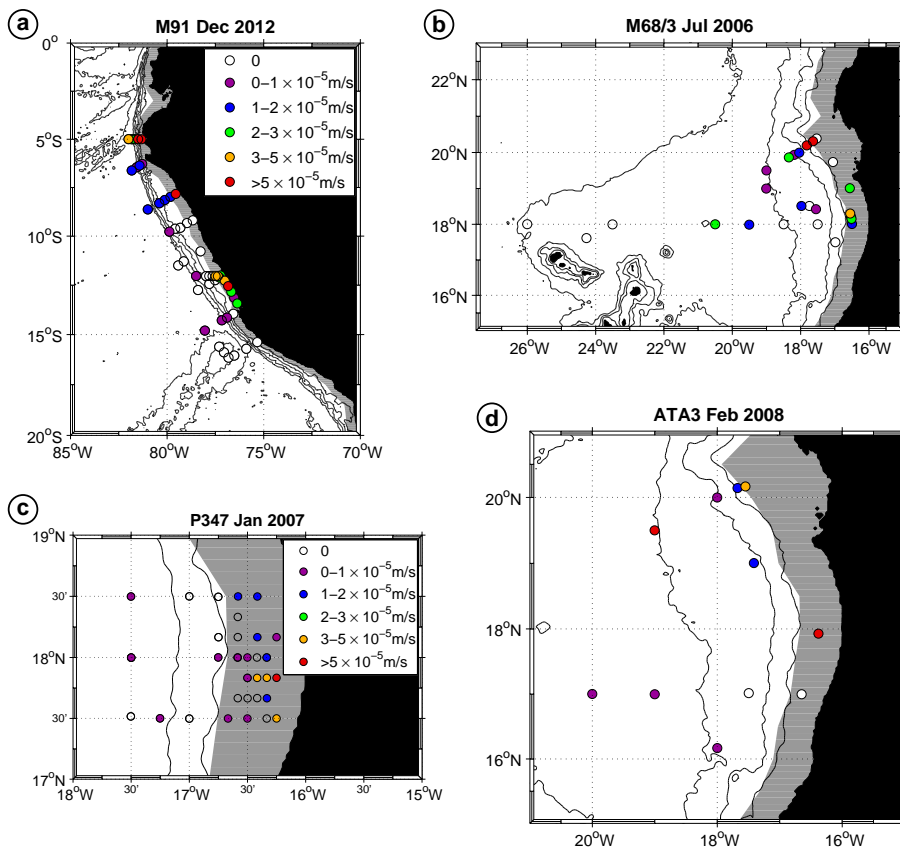 a
M91 Dec 2012
0°
5°S
10°S
15°S
20°S
85°W 80°W 75°W 70°W
0
0–1 × 10⁻⁵m/s
1–2 × 10⁻⁵m/s
2–3 × 10⁻⁵m/s
3–5 × 10⁻⁵m/s
>5 × 10⁻⁵m/s
b
M68/3 Jul 2006
22°N
20°N
18°N
16°N
26°W 24°W 22°W 20°W 18°W 16°W
c
P347 Jan 2007
19°N
30'
18°N
30'
17°N
18°W 30' 17°W 30' 16°W 30' 15°W
0
0–1 × 10⁻⁵m/s
1–2 × 10⁻⁵m/s
2–3 × 10⁻⁵m/s
3–5 × 10⁻⁵m/s
>5 × 10⁻⁵m/s
d
ATA3 Feb 2008
20°N
18°N
16°N
20°W 18°W 16°W